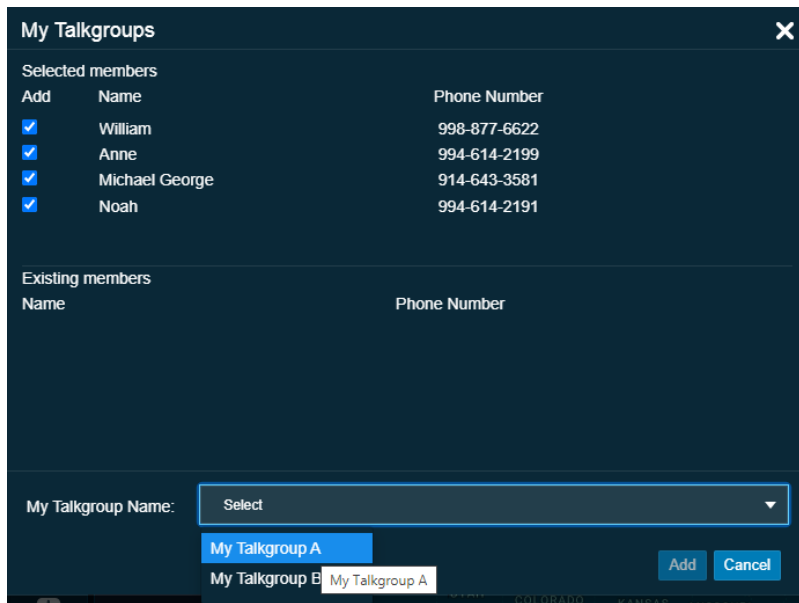 My Talkgroups
Selected members
Add Name Phone Number
William 998-877-6622
Anne 994-614-2199
Michael George 914-643-3581
Noah 994-614-2191
Existing members
Name Phone Number
My Talkgroup Name: Select
My Talkgroup A
My Talkgroup B
My Talkgroup A
Add Cancel
UTAH COLORADO KANSAS